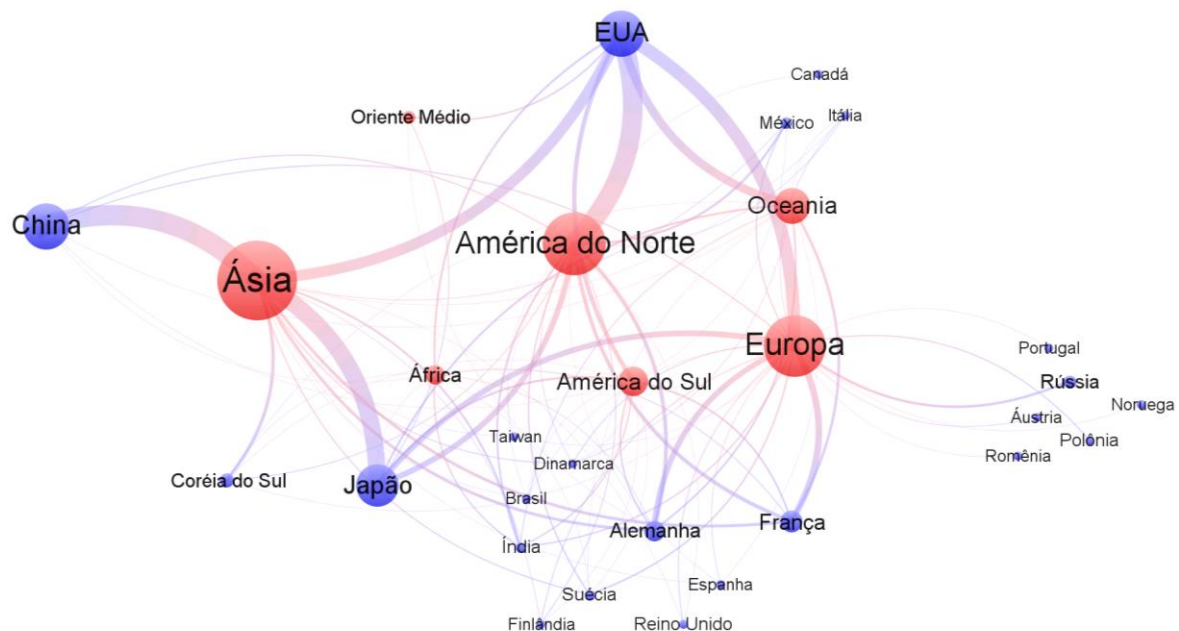 EUA
Canadá
Oriente Médio
México
Itália
Oceania
China
América do Norte
Ásia
Europa
Portugal
África
América do Sul
Rússia
Noruega
Áustria
Taiwan
Polônia
Dinamarca
Romênia
Coréia do Sul
Japão
Brasil
Alemanha
França
Índia
Espanha
Suécia
Finlândia
Reino Unido